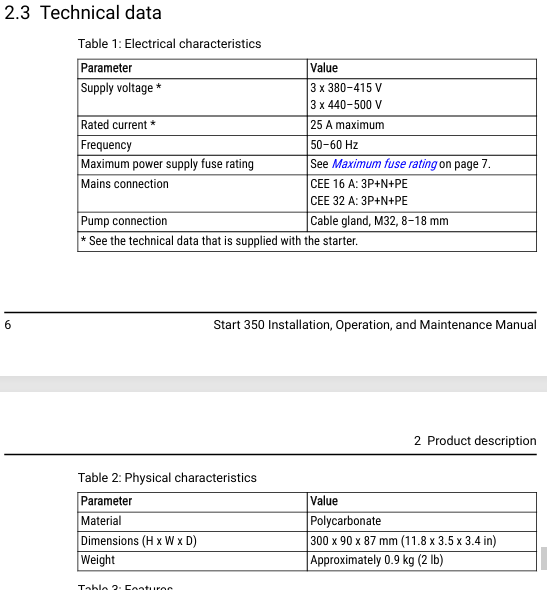 2.3 Technical data
Table 1: Electrical characteristics
Parameter Value
Supply voltage * 3 x 380–415 V
3 x 440–500 V
Rated current * 25 A maximum
Frequency 50–60 Hz
Maximum power supply fuse rating See Maximum fuse rating on page 7.
Mains connection CEE 16 A: 3P+N+PE
CEE 32 A: 3P+N+PE
Pump connection Cable gland, M32, 8–18 mm
* See the technical data that is supplied with the starter.
6 Start 350 Installation, Operation, and Maintenance Manual
2 Product description
Table 2: Physical characteristics
Parameter Value
Material Polycarbonate
Dimensions (H x W x D) 300 x 90 x 87 mm (11.8 x 3.5 x 3.4 in)
Weight Approximately 0.9 kg (2 lb)
Table 3: Features